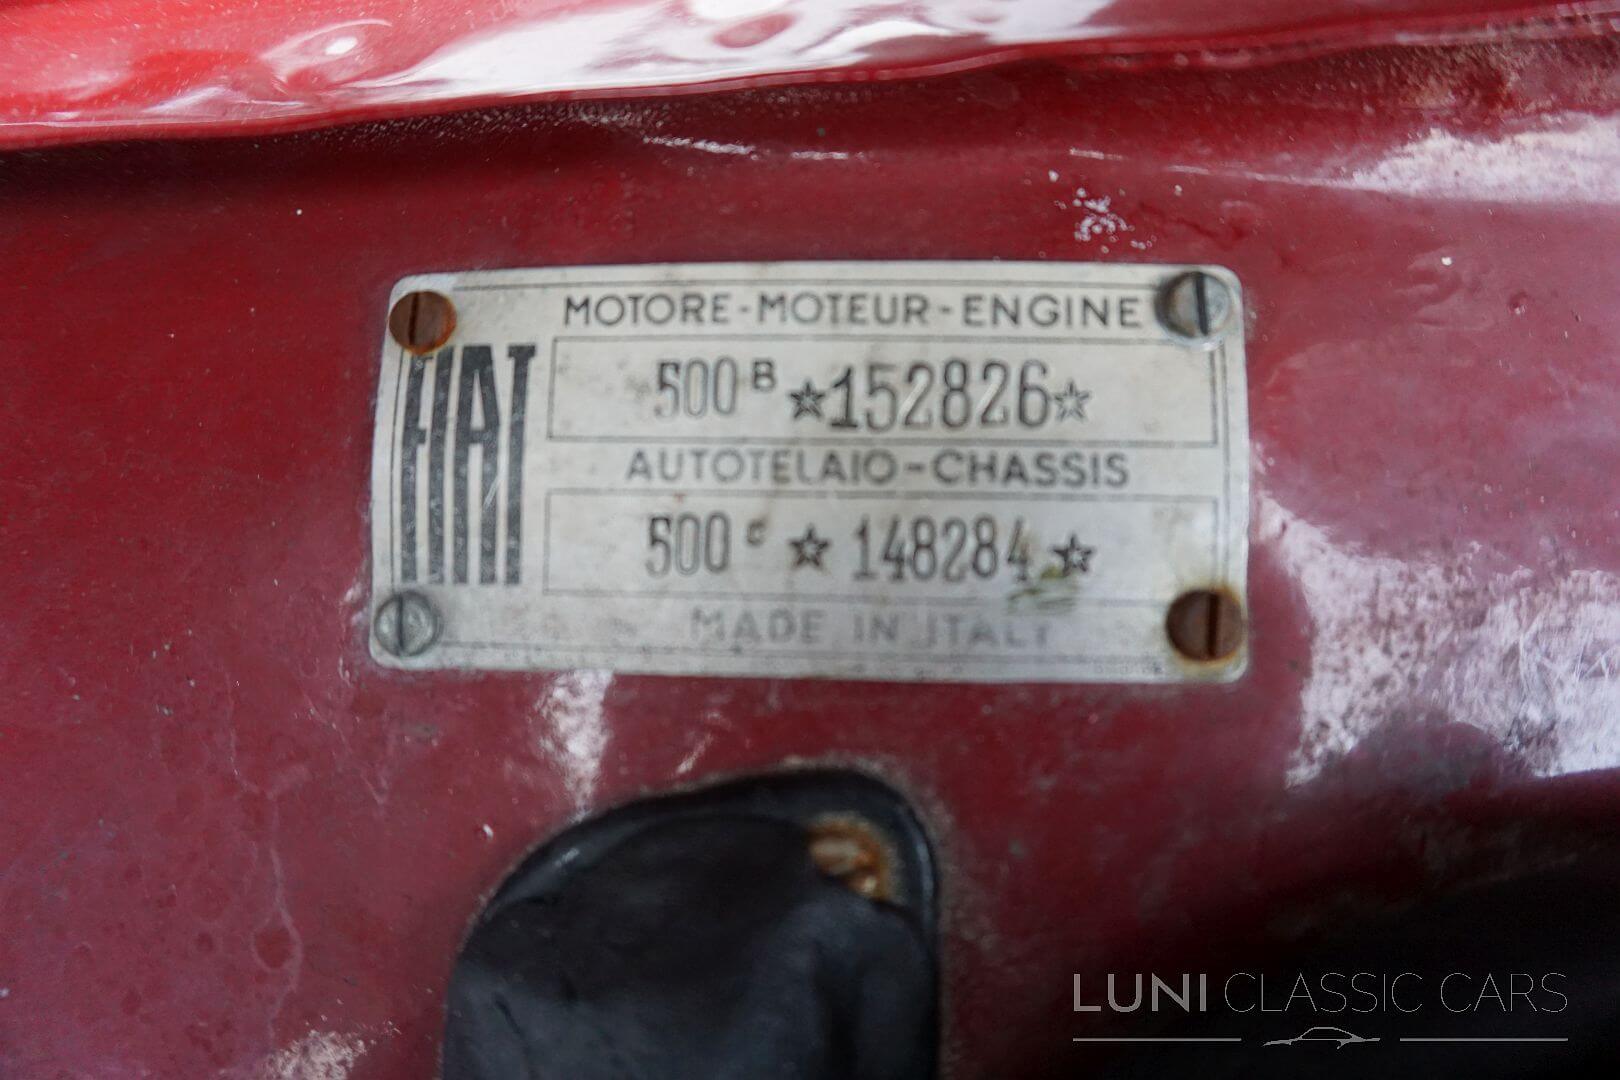 FIAT
MOTORE-MOTEUR-ENGINE
500 B ☆152826☆
AUTOTELAIO-CHASSIS
500 c ☆ 148284 ☆
MADE IN ITALY
LUNI CLASSIC CARS